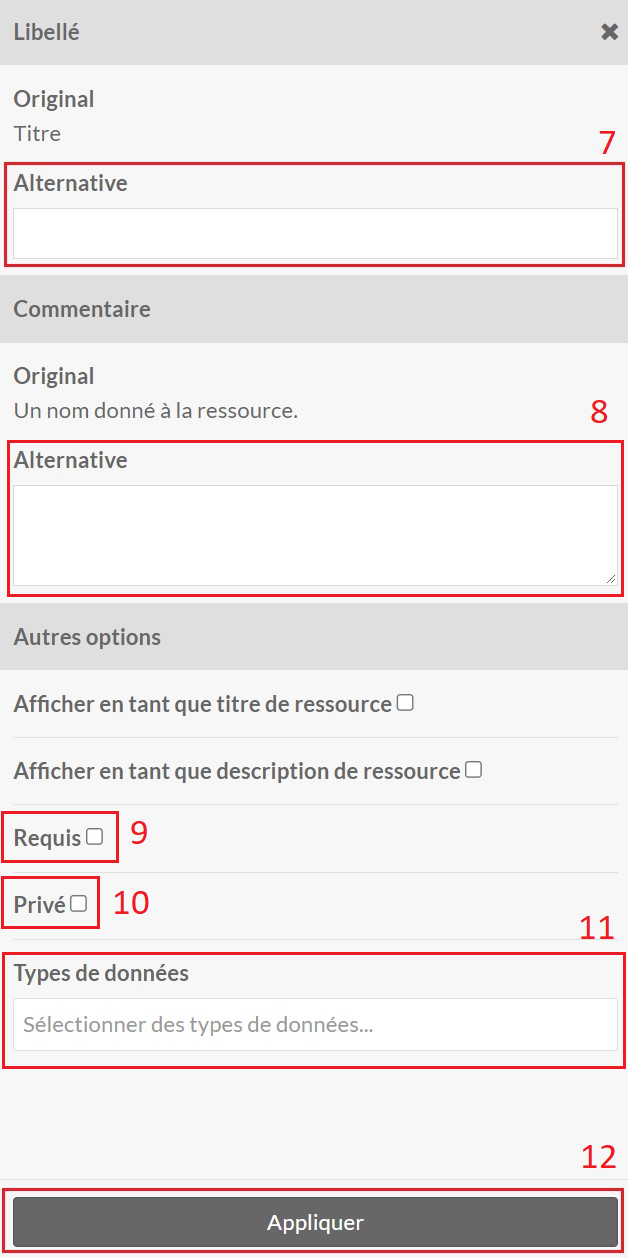 Libellé ✖
Original
Titre
7
Alternative
Commentaire
Original
Un nom donné à la ressource.
8
Alternative
Autres options
Afficher en tant que titre de ressource
Afficher en tant que description de ressource
Requis 9
Privé 10
11
Types de données
Sélectionner des types de données...
12
Appliquer